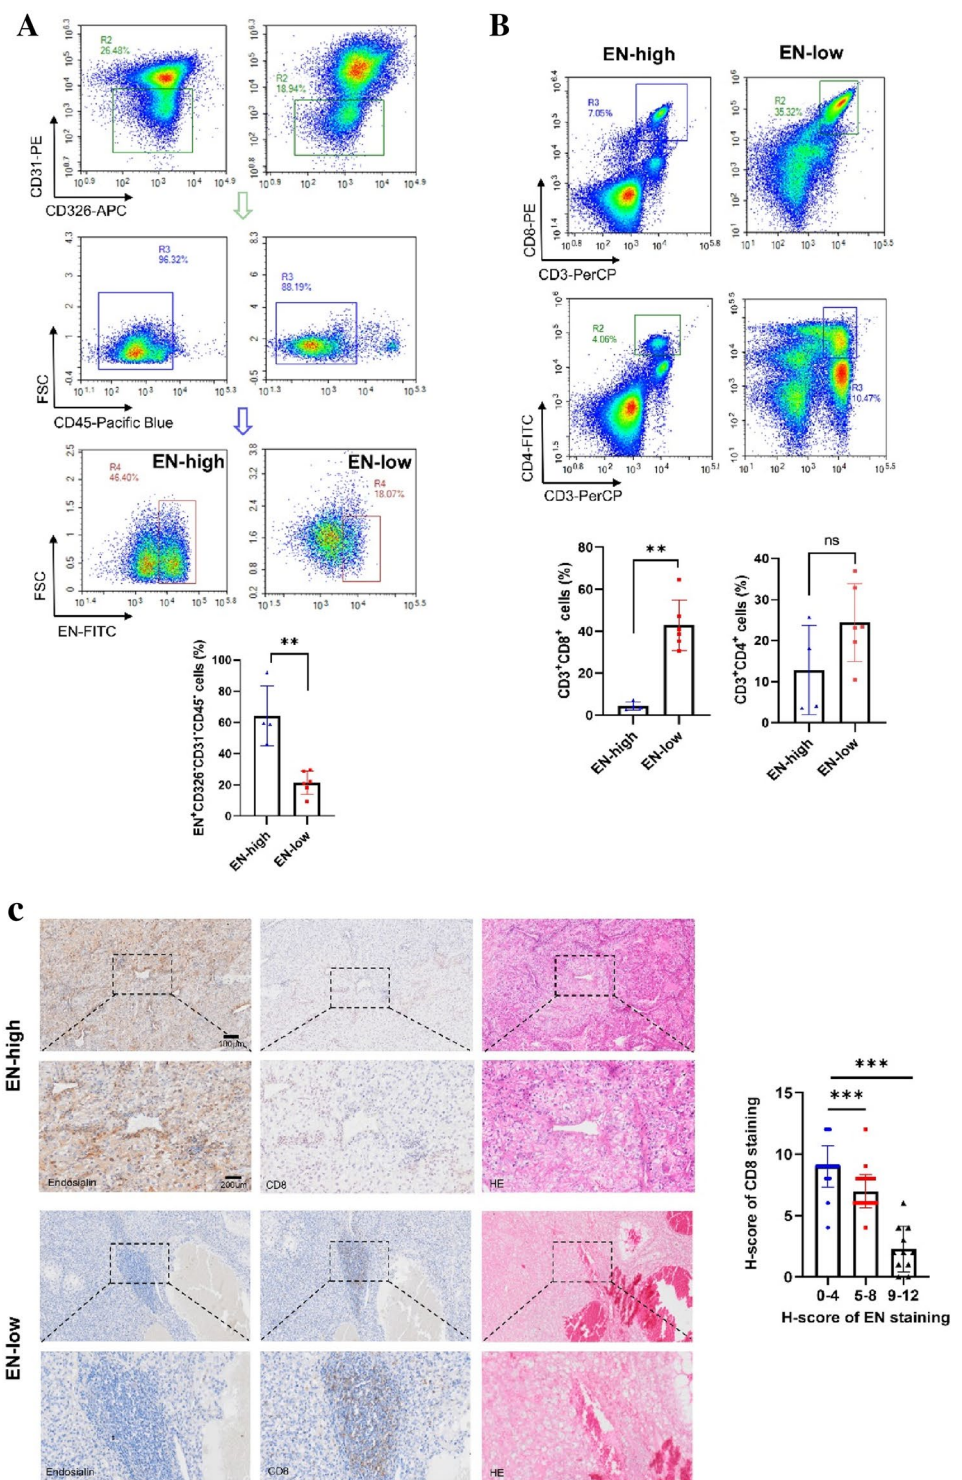 A
R2
26.48%
R2
18.94%
CD31-PE
CD326-APC
R3
96.32%
R3
88.19%
FSC
CD45-Pacific Blue
EN-high
R4
46.40%
EN-low
R4
18.07%
FSC
EN-FITC
**
EN⁺CD326⁻CD31⁻CD45⁻ cells (%)
100
80
60
40
20
0
EN-high
EN-low
B
EN-high
EN-low
R3
7.05%
R2
35.32%
CD8-PE
CD3-PerCP
R2
4.06%
R3
10.47%
CD4-FITC
CD3-PerCP
**
CD3⁺CD8⁺ cells (%)
80
60
40
20
0
EN-high
EN-low
ns
CD3⁺CD4⁺ cells (%)
40
30
20
10
0
EN-high
EN-low
c
EN-high
100μm
Endosialin
200um
CD8
HE
EN-low
Endosialin
CD8
HE
***
***
H-score of CD8 staining
15
10
5
0
0-4 5-8 9-12
H-score of EN staining